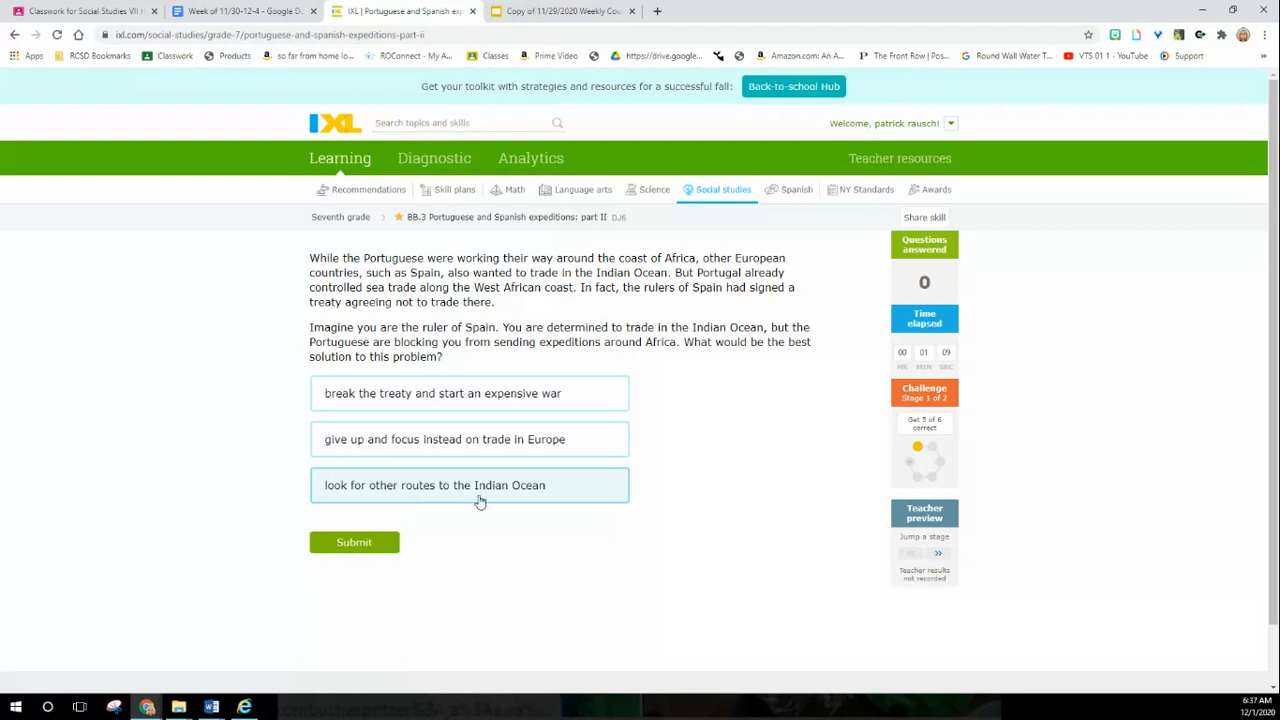 Classwork for Social Studies VII H
Week of 11/30-12-4 - Google Do
IXL | Portuguese and Spanish exp
Copy of 11/29/2020 Weekly Cou
ixl.com/social-studies/grade-7/portuguese-and-spanish-expeditions-part-ii
Apps
RCSD Bookmarks
Classwork
Products
so far from home lo...
ROConnect — My A...
Classes
Prime Video
https://drive.google...
Amazon.com: An A...
The Front Row | Pos...
Round Wall Water T...
VTS 01 1 - YouTube
Support
Get your toolkit with strategies and resources for a successful fall:
Back-to-school Hub
IXL
Search topics and skills
Welcome, patrick rausch!
Learning
Diagnostic
Analytics
Teacher resources
Recommendations
Skill plans
Math
Language arts
Science
Social studies
Spanish
NY Standards
Awards
Seventh grade > BB.3 Portuguese and Spanish expeditions: part II DJ6
Share skill
While the Portuguese were working their way around the coast of Africa, other European
countries, such as Spain, also wanted to trade in the Indian Ocean. But Portugal already
controlled sea trade along the West African coast. In fact, the rulers of Spain had signed a
treaty agreeing not to trade there.
Imagine you are the ruler of Spain. You are determined to trade in the Indian Ocean, but the
Portuguese are blocking you from sending expeditions around Africa. What would be the best
solution to this problem?
break the treaty and start an expensive war
give up and focus instead on trade in Europe
look for other routes to the Indian Ocean
Submit
Questions
answered
0
Time
elapsed
00 01 09
HR MIN SEC
Challenge
Stage 1 of 2
Get 5 of 6
correct
Teacher
preview
Jump a stage
Teacher results
not recorded
6:37 AM
12/1/2020